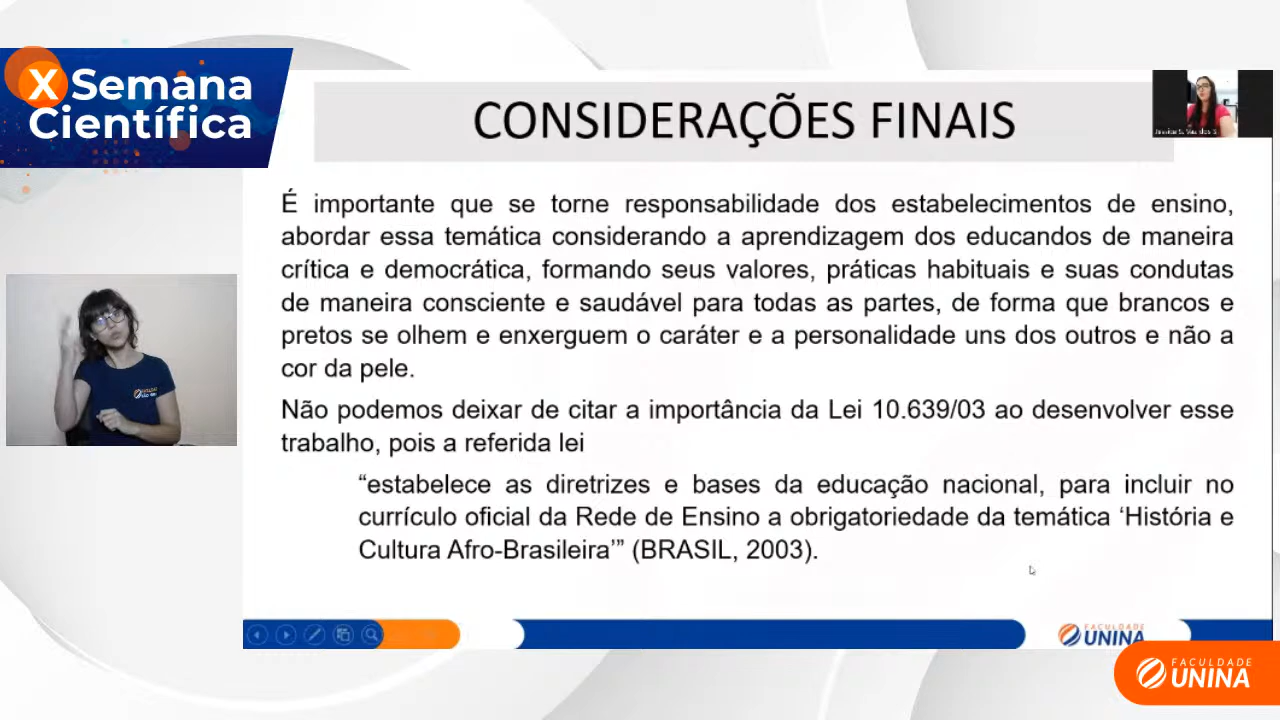 X Semana
Científica
CONSIDERAÇÕES FINAIS
É importante que se torne responsabilidade dos estabelecimentos de ensino,
abordar essa temática considerando a aprendizagem dos educandos de maneira
crítica e democrática, formando seus valores, práticas habituais e suas condutas
de maneira consciente e saudável para todas as partes, de forma que brancos e
pretos se olhem e enxerguem o caráter e a personalidade uns dos outros e não a
cor da pele.
Não podemos deixar de citar a importância da Lei 10.639/03 ao desenvolver esse
trabalho, pois a referida lei
“estabelece as diretrizes e bases da educação nacional, para incluir no
currículo oficial da Rede de Ensino a obrigatoriedade da temática ‘História e
Cultura Afro-Brasileira’” (BRASIL, 2003).
FACULDADE
UNINA
FACULDADE
UNINA